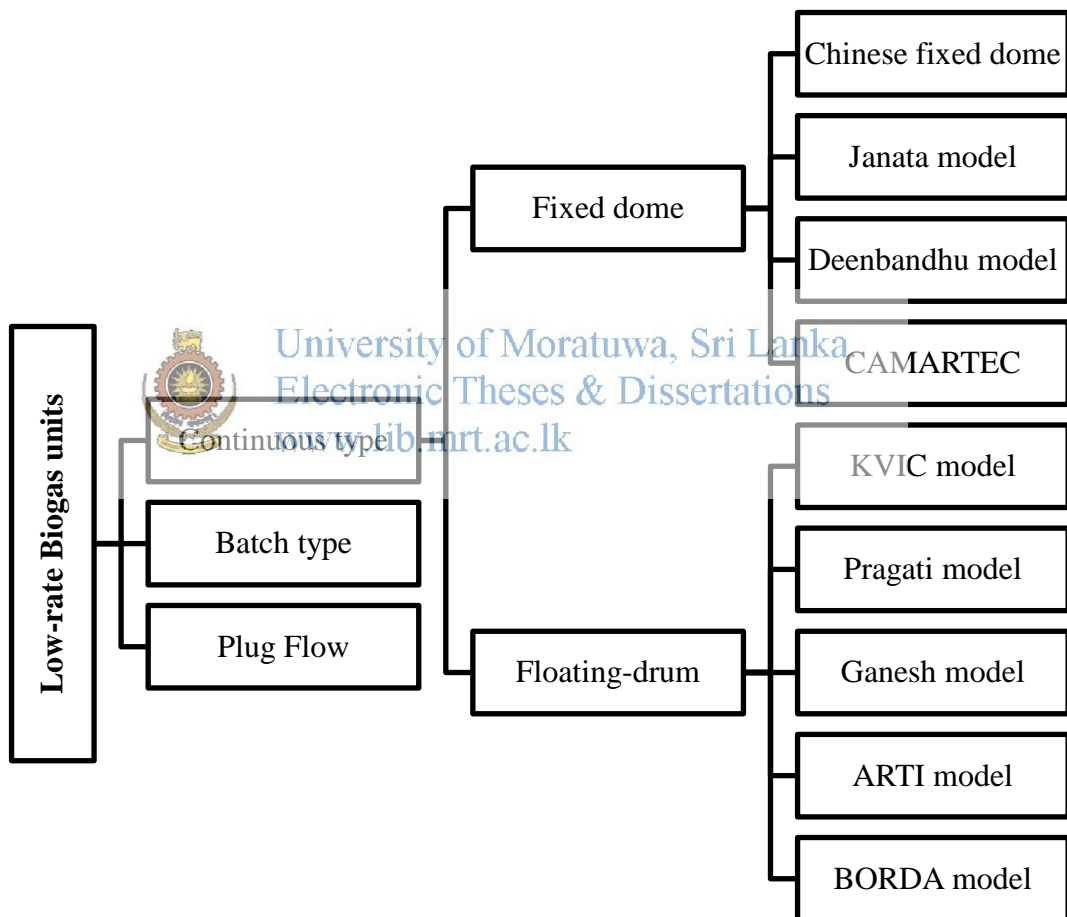 Low-rate Biogas units
Continuous type
Batch type
Plug Flow
Fixed dome
Floating-drum
Chinese fixed dome
Janata model
Deenbandhu model
CAMARTEC
KVIC model
Pragati model
Ganesh model
ARTI model
BORDA model
University of Moratuwa, Sri Lanka
Electronic Theses & Dissertations
www.lib.mrt.ac.lk